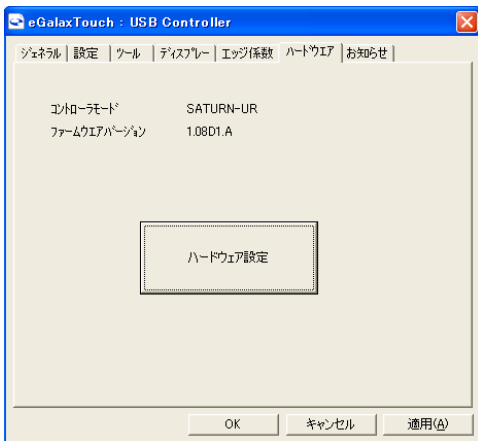 eGalaxTouch : USB Controller
ジェネラル 設定 ツール ディスプレー エッジ係数 ハードウエア お知らせ
コントローラモード SATURN-UR
ファームウエアバージョン 1.08D1.A
ハードウェア設定
OK キャンセル 適用(A)